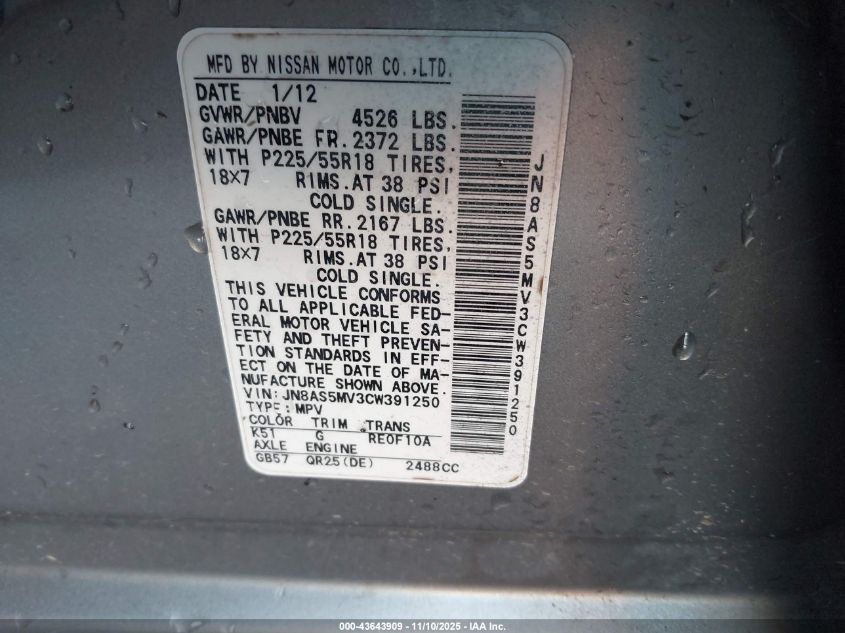 MFD BY NISSAN MOTOR CO.,LTD.
DATE 1/12
GVWR/PNBV 4526 LBS.
GAWR/PNBE FR.2372 LBS.
WITH P225/55R18 TIRES,
18X7 RIMS.AT 38 PSI
COLD SINGLE.
GAWR/PNBE RR.2167 LBS.
WITH P225/55R18 TIRES,
18X7 RIMS.AT 38 PSI
COLD SINGLE.
THIS VEHICLE CONFORMS
TO ALL APPLICABLE FED-
ERAL MOTOR VEHICLE SA-
FETY AND THEFT PREVEN-
TION STANDARDS IN EFF-
ECT ON THE DATE OF MA-
NUFACTURE SHOWN ABOVE.
VIN: JN8AS5MV3CW391250
TYPE: MPV
COLOR TRIM TRANS
K51 G RE0F10A
AXLE ENGINE
GB57 QR25(DE) 2488CC
JN8AS5MV3CW391250
000-43643909 - 11/10/2025 - IAA Inc.